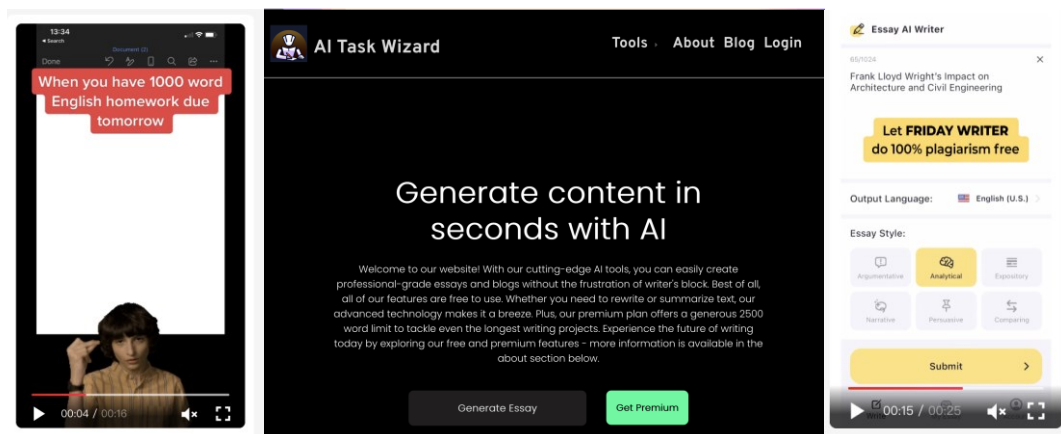 13:34
◂ Search
Document (2)
Done
When you have 1000 word
English homework due
tomorrow
00:04 / 00:16
AI Task Wizard
Tools
About
Blog
Login
Generate content in
seconds with AI
Welcome to our website! With our cutting-edge AI tools, you can easily create
professional-grade essays and blogs without the frustration of writer's block. Best of all,
all of our features are free to use. Whether you need to rewrite or summarize text, our
advanced technology makes it a breeze. Plus, our premium plan offers a generous 2500
word limit to tackle even the longest writing projects. Experience the future of writing
today by exploring our free and premium features - more information is available in the
about section below.
Generate Essay
Get Premium
Essay AI Writer
65/1024
Frank Lloyd Wright's Impact on
Architecture and Civil Engineering
Let FRIDAY WRITER
do 100% plagiarism free
Output Language:
English (U.S.)
Essay Style:
Argumentative
Analytical
Expository
Narrative
Persuasive
Comparing
Submit
00:15 / 00:25
Write